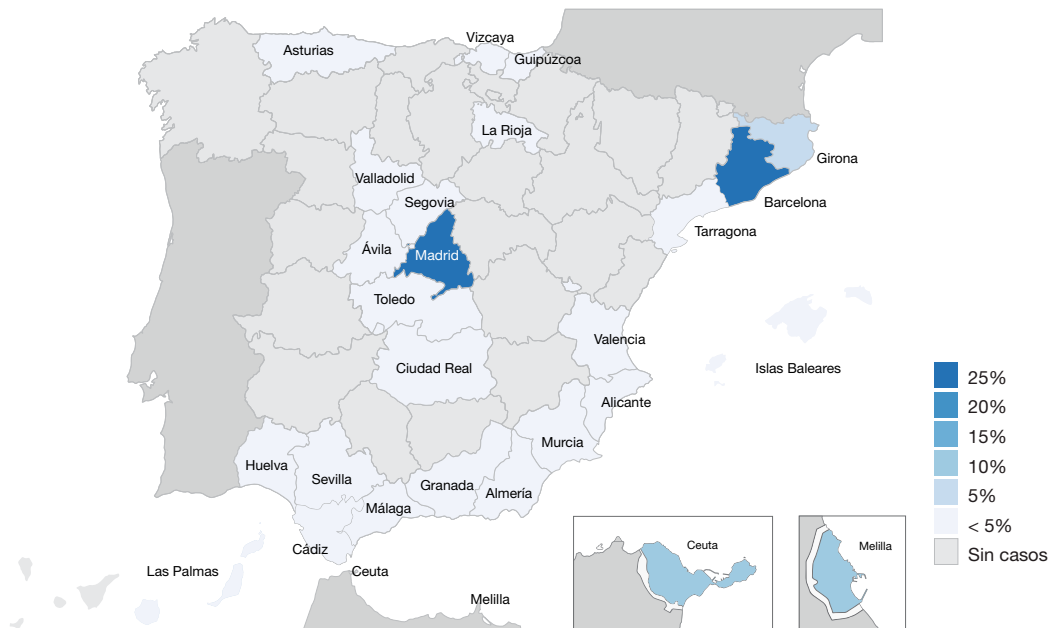 Vizcaya
Asturias
Guipúzcoa
La Rioja
Girona
Valladolid
Segovia
Barcelona
Tarragona
Ávila
Madrid
Toledo
Valencia
Ciudad Real
Islas Baleares
Alicante
Murcia
Huelva
Sevilla
Granada
Almería
Málaga
Cádiz
Las Palmas
Ceuta
Melilla
Ceuta
Melilla
25%
20%
15%
10%
5%
< 5%
Sin casos